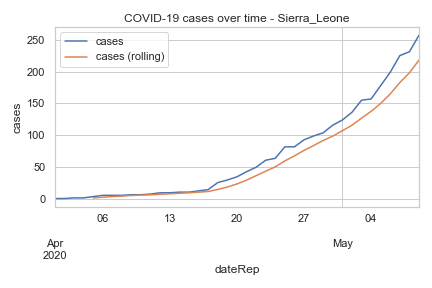 COVID-19 cases over time - Sierra_Leone
cases
cases (rolling)
250
200
150
100
50
0
cases
06
13
20
27
04
Apr
2020
May
dateRep